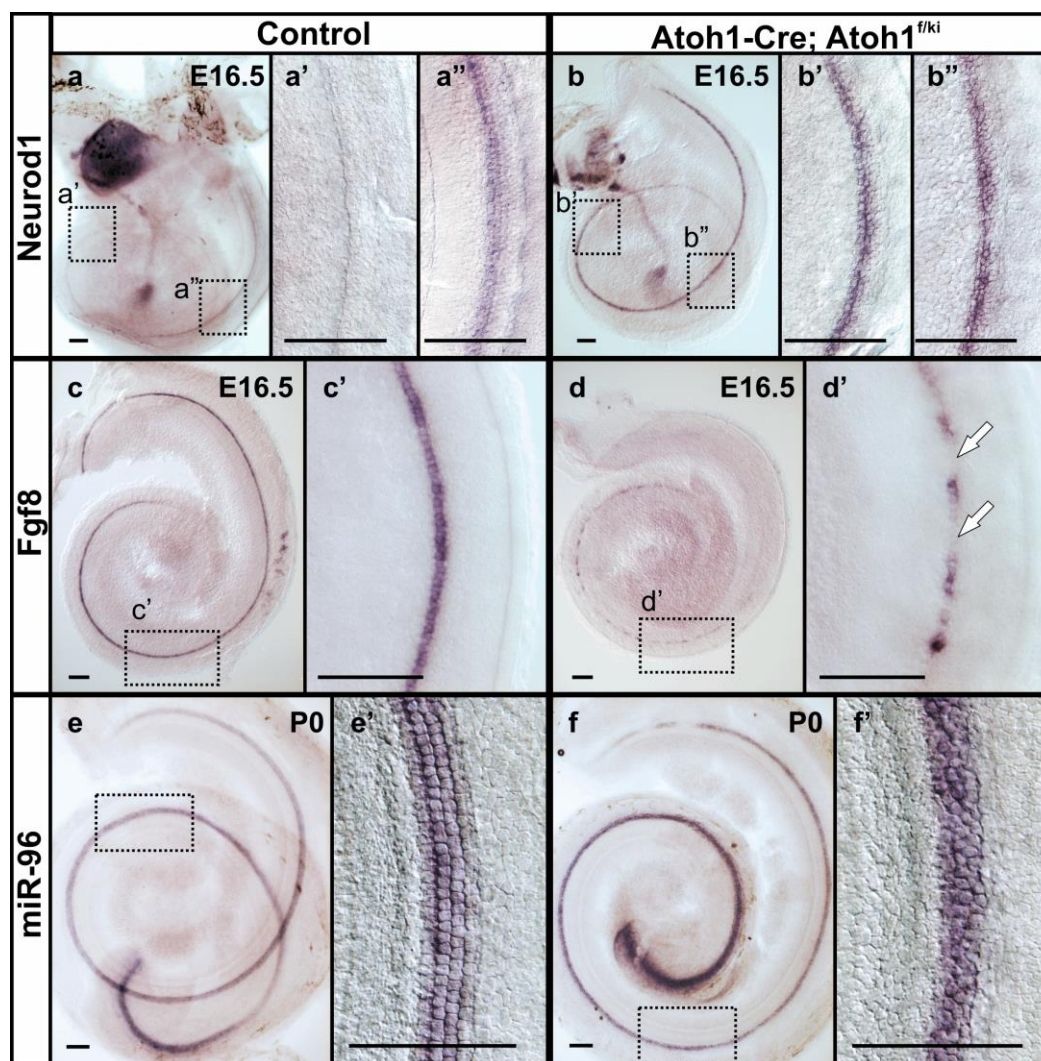 Control
Atoh1-Cre; Atoh1f/ki
Neurod1
a E16.5
a'
a''
a'
a''
b E16.5
b'
b''
b'
b''
Fgf8
c E16.5
c'
c'
d E16.5
d'
d'
miR-96
e P0
e'
f P0
f'